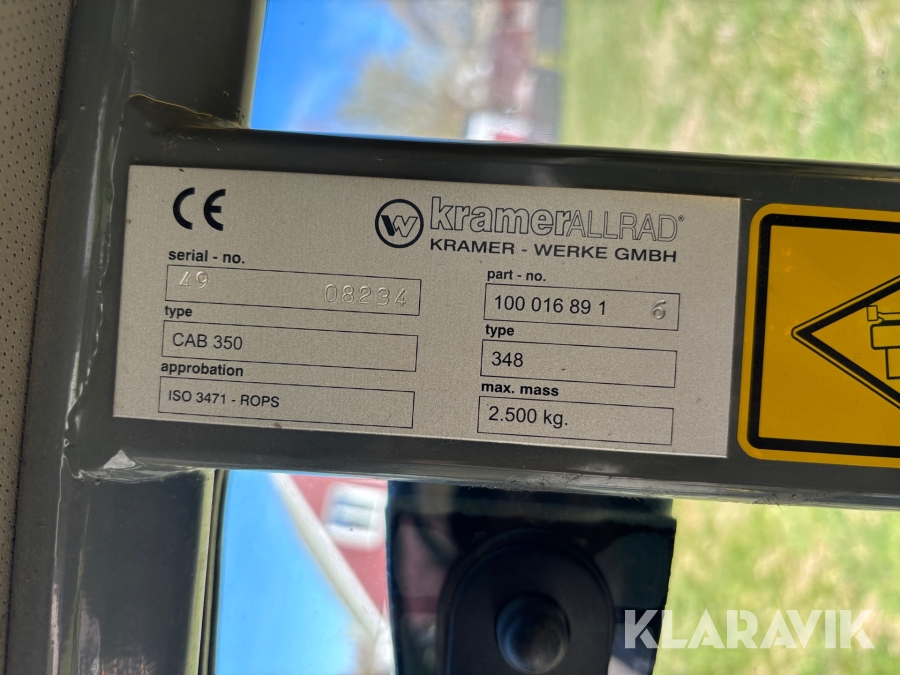 CE
W kramerALLRAD®
KRAMER - WERKE GMBH
serial - no.
49 08234
type
CAB 350
approbation
ISO 3471 - ROPS
part - no.
100 016 89 1 6
type
348
max. mass
2.500 kg.
KLARAVIK